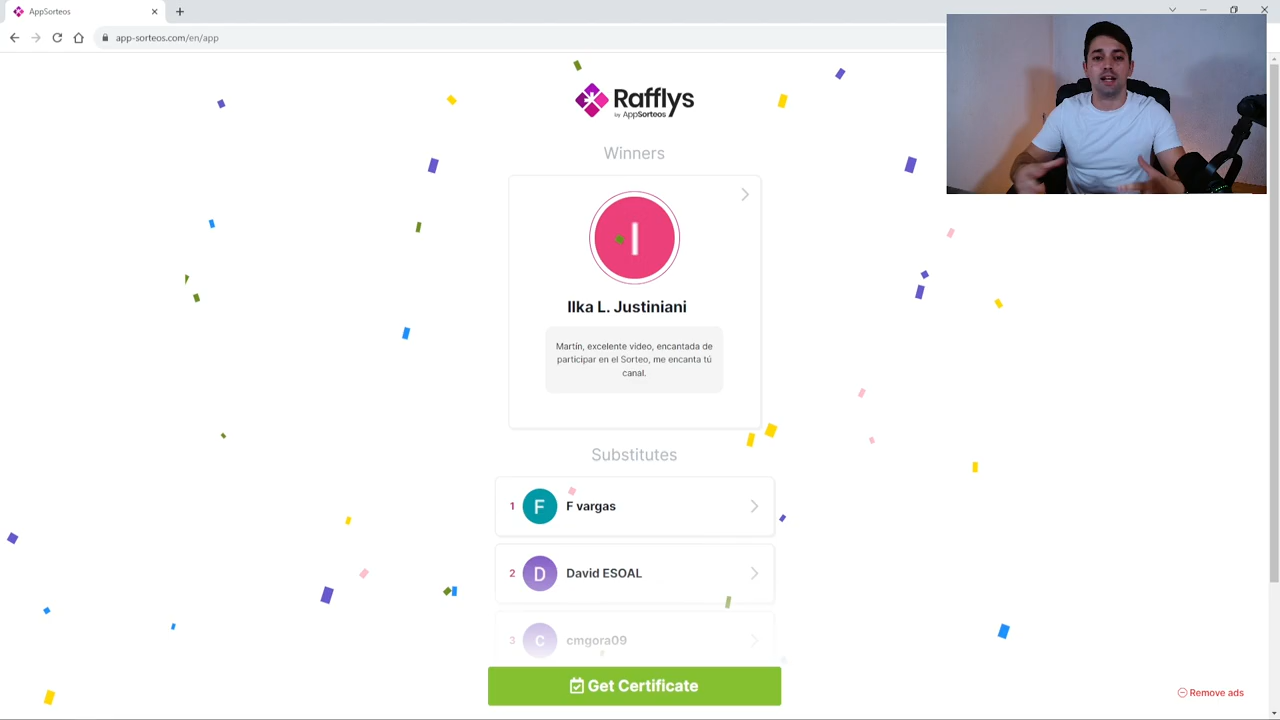 AppSorteos
app-sorteos.com/en/app
Rafflys
by AppSorteos
Winners
I
Ilka L. Justiniani
Martín, excelente video, encantada de
participar en el Sorteo, me encanta tú
canal.
Substitutes
1 F F vargas
2 D David ESOAL
3 C cmgora09
Get Certificate
Remove ads